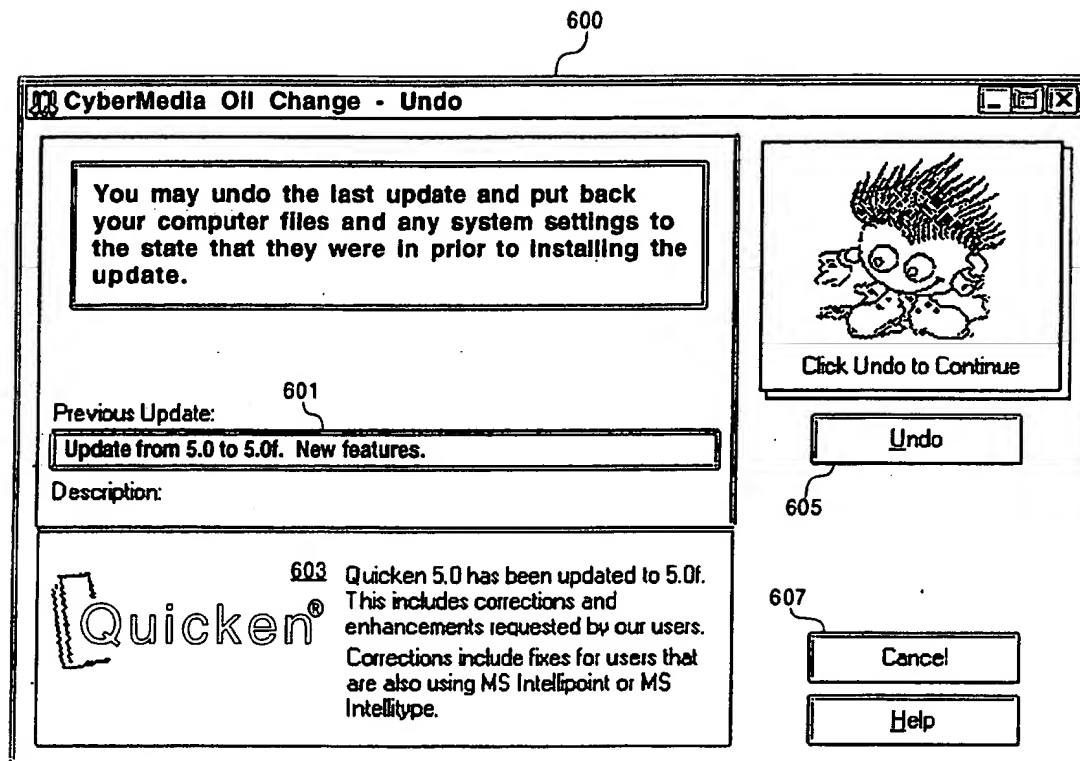 600
CyberMedia Oil Change - Undo
You may undo the last update and put back
your computer files and any system settings to
the state that they were in prior to installing the
update.
Click Undo to Continue
601
Previous Update:
Update from 5.0 to 5.0f. New features.
Undo
605
Description:
Quicken®
603
Quicken 5.0 has been updated to 5.0f.
This includes corrections and
enhancements requested by our users.
Corrections include fixes for users that
are also using MS Intellipoint or MS
Intellitype.
607
Cancel
Help